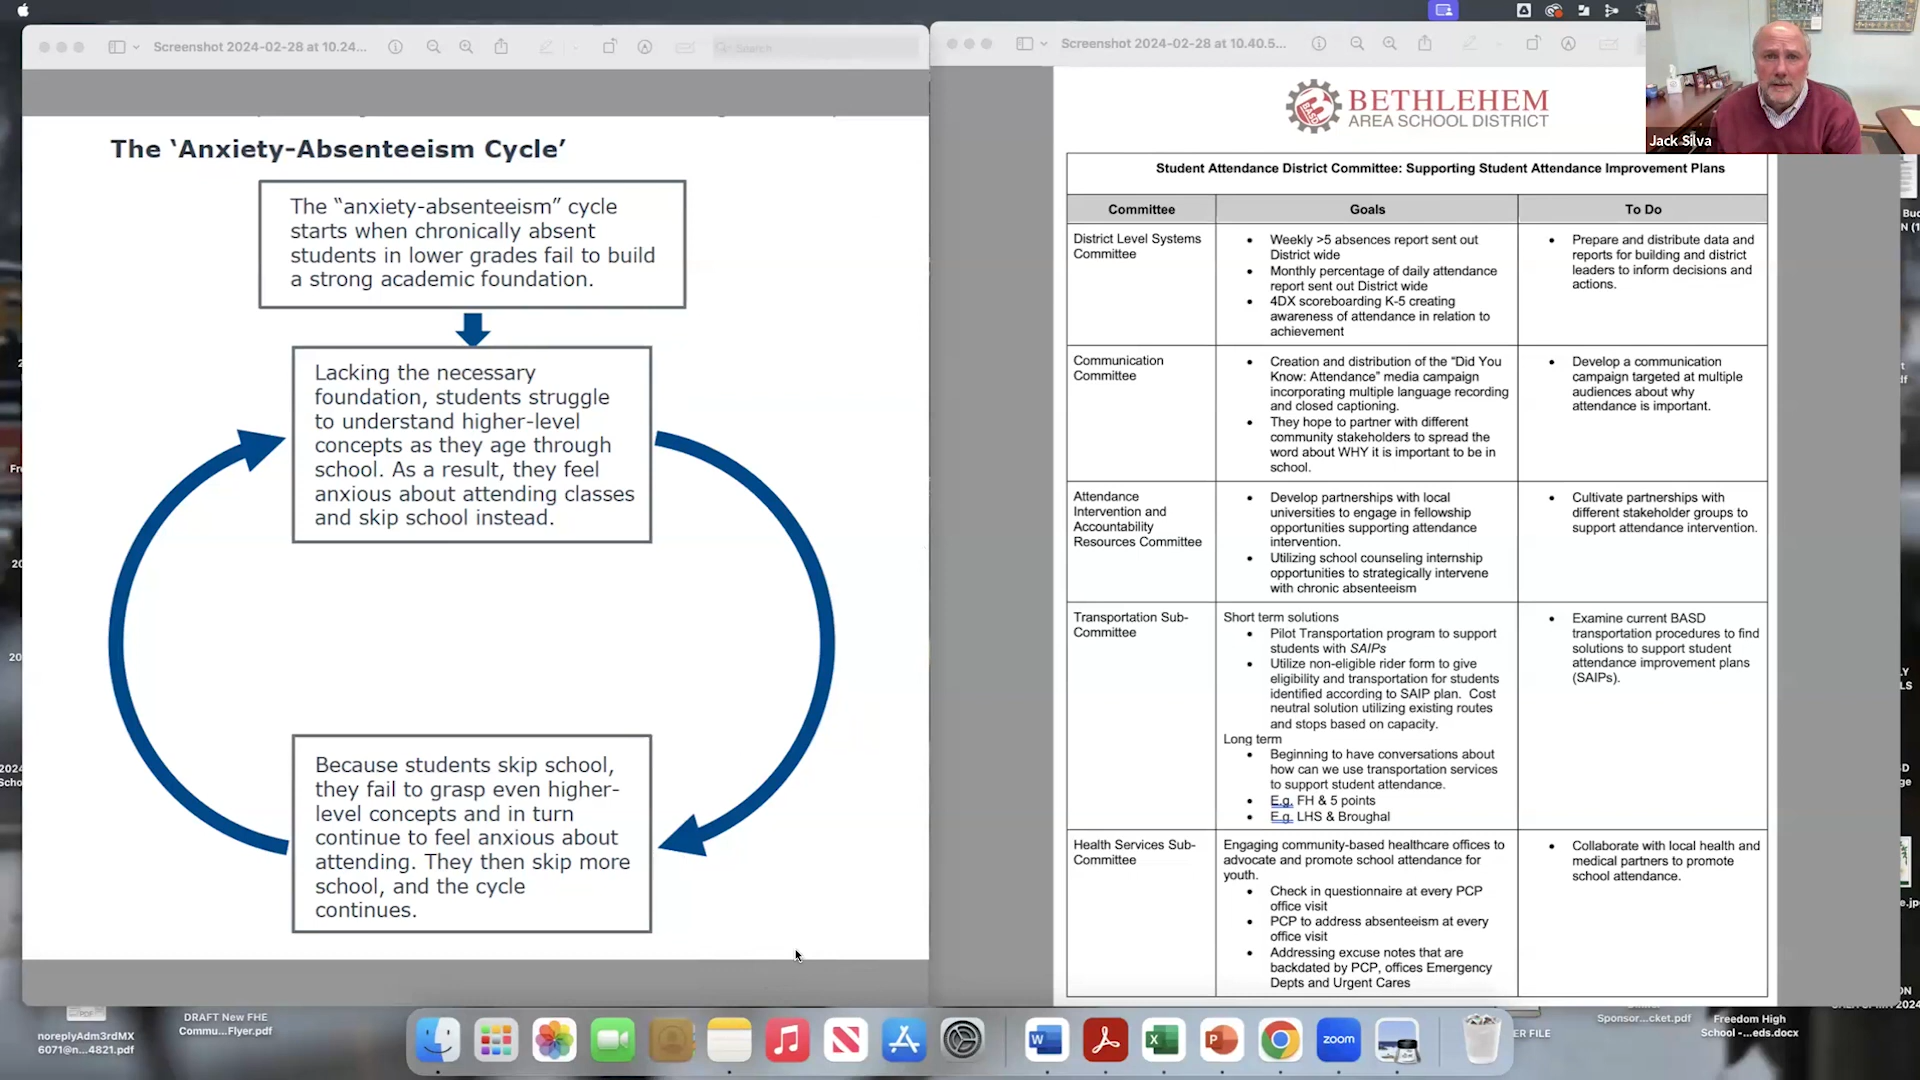 Screenshot 2024-02-28 at 10.24...
Search
The ‘Anxiety-Absenteeism Cycle’
The “anxiety-absenteeism” cycle
starts when chronically absent
students in lower grades fail to build
a strong academic foundation.
Lacking the necessary
foundation, students struggle
to understand higher-level
concepts as they age through
school. As a result, they feel
anxious about attending classes
and skip school instead.
Because students skip school,
they fail to grasp even higher-
level concepts and in turn
continue to feel anxious about
attending. They then skip more
school, and the cycle
continues.
Screenshot 2024-02-28 at 10.40.5...
BETHLEHEM
AREA SCHOOL DISTRICT
Jack Silva
Student Attendance District Committee: Supporting Student Attendance Improvement Plans
Committee
Goals
To Do
District Level Systems
Committee
• Weekly >5 absences report sent out
District wide
• Monthly percentage of daily attendance
report sent out District wide
• 4DX scoreboarding K-5 creating
awareness of attendance in relation to
achievement
• Prepare and distribute data and
reports for building and district
leaders to inform decisions and
actions.
Communication
Committee
• Creation and distribution of the “Did You
Know: Attendance” media campaign
incorporating multiple language recording
and closed captioning.
• They hope to partner with different
community stakeholders to spread the
word about WHY it is important to be in
school.
• Develop a communication
campaign targeted at multiple
audiences about why
attendance is important.
Attendance
Intervention and
Accountability
Resources Committee
• Develop partnerships with local
universities to engage in fellowship
opportunities supporting attendance
intervention.
• Utilizing school counseling internship
opportunities to strategically intervene
with chronic absenteeism
• Cultivate partnerships with
different stakeholder groups to
support attendance intervention.
Transportation Sub-
Committee
Short term solutions
• Pilot Transportation program to support
students with SAIPs
• Utilize non-eligible rider form to give
eligibility and transportation for students
identified according to SAIP plan. Cost
neutral solution utilizing existing routes
and stops based on capacity.
Long term
• Beginning to have conversations about
how can we use transportation services
to support student attendance.
• E.g. FH & 5 points
• E.g. LHS & Broughal
• Examine current BASD
transportation procedures to find
solutions to support student
attendance improvement plans
(SAIPs).
Health Services Sub-
Committee
Engaging community-based healthcare offices to
advocate and promote school attendance for
youth.
• Check in questionnaire at every PCP
office visit
• PCP to address absenteeism at every
office visit
• Addressing excuse notes that are
backdated by PCP, offices Emergency
Depts and Urgent Cares
• Collaborate with local health and
medical partners to promote
school attendance.
noreplyAdm3rdMX
6071@n...4821.pdf
DRAFT New FHE
Commu...Flyer.pdf
zoom
ER FILE
Sponsor...cket.pdf
Freedom High
School -...eds.docx